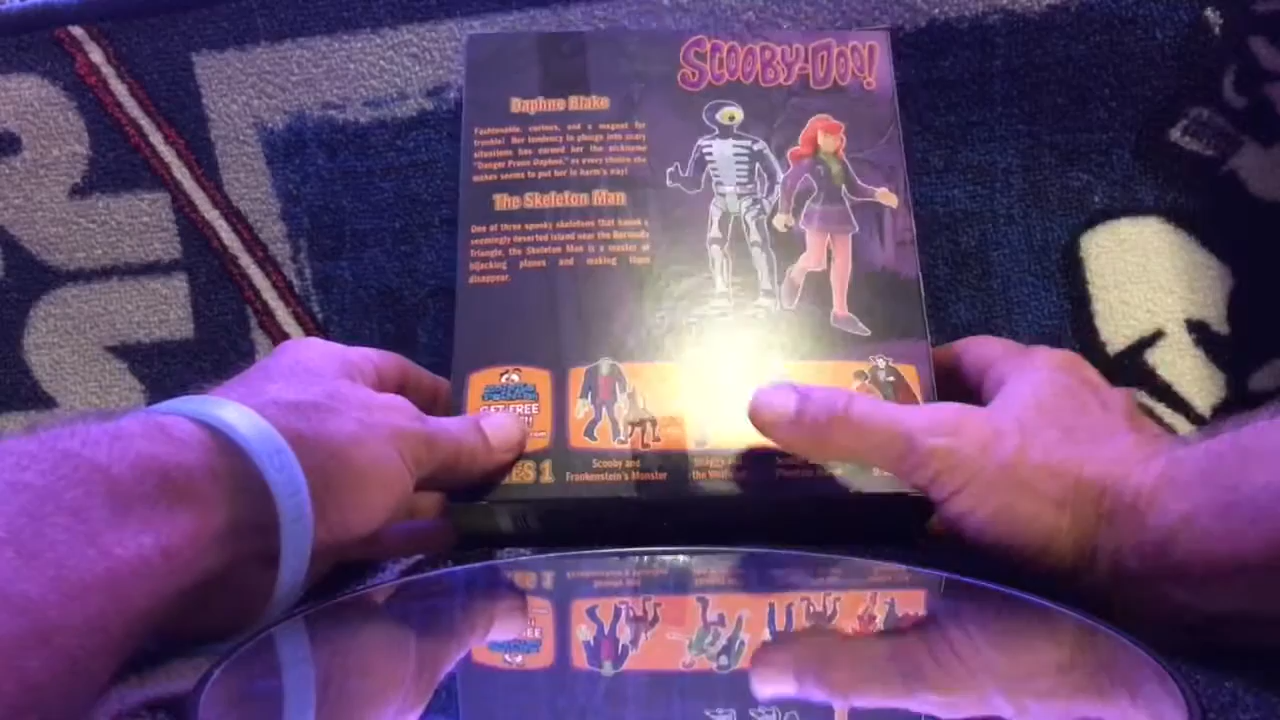 SCOOBY-DOO!
Daphne Blake
Fashionable, curious, and a magnet for
trouble! Her tendency to plunge into scary
situations has earned her the nickname
"Danger Prone Daphne," as every choice she
makes seems to put her in harm's way!
The Skeleton Man
One of three spooky skeletons that haunt a
seemingly deserted island near the Bermuda
Triangle, the Skeleton Man is a master at
hijacking planes and making them
disappear.
GET FREE
ES 1
Scooby and
Frankenstein's Monster
the